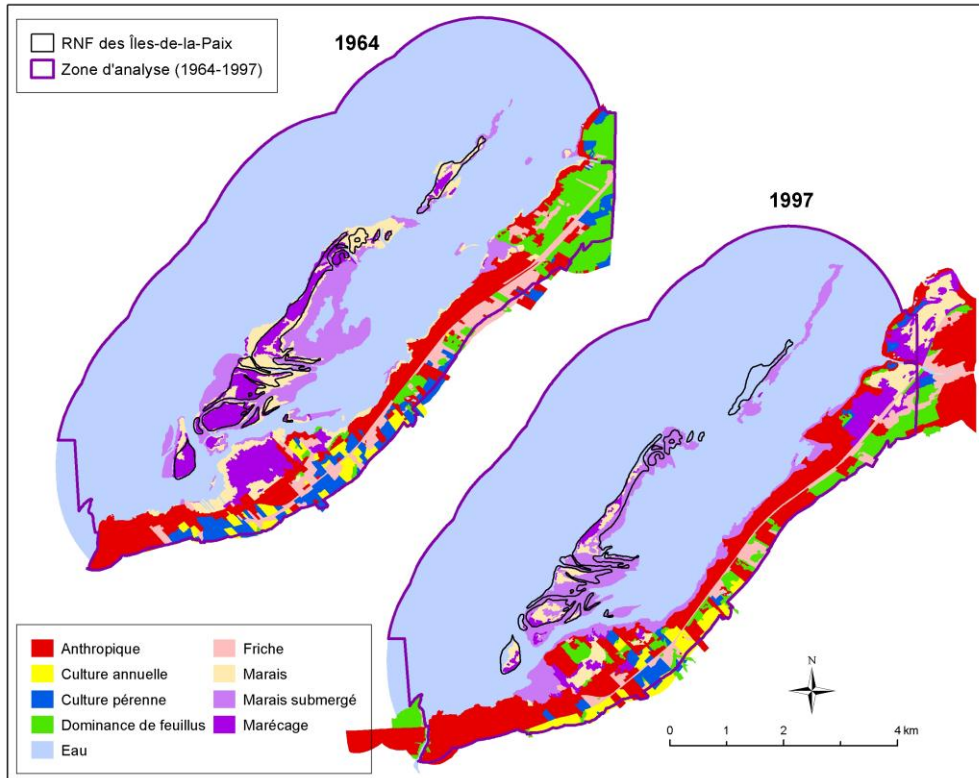 RNF des Îles-de-la-Paix
Zone d'analyse (1964-1997)
1964
1997
Anthropique
Culture annuelle
Culture pérenne
Dominance de feuillus
Eau
Friche
Marais
Marais submergé
Marécage
N
0 1 2 4 km